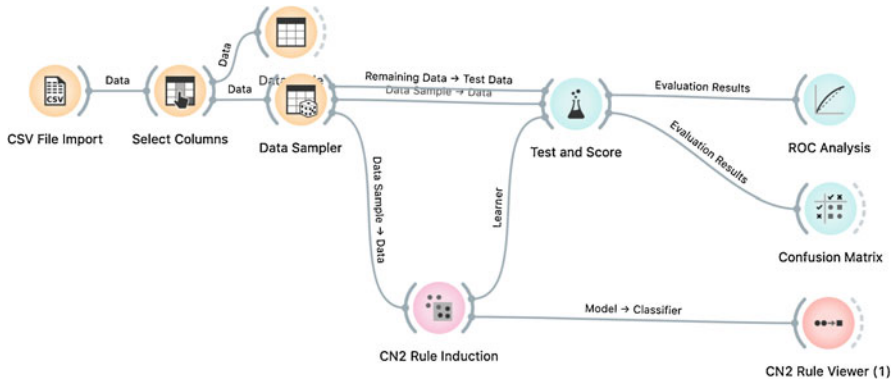 Data
Data
Data
Remaining Data → Test Data
Data Sample → Data
Evaluation Results
Evaluation Results
CSV
CSV File Import
Select Columns
Data Sampler
Test and Score
ROC Analysis
Data Sample → Data
Learner
Confusion Matrix
Model → Classifier
CN2 Rule Induction
CN2 Rule Viewer (1)